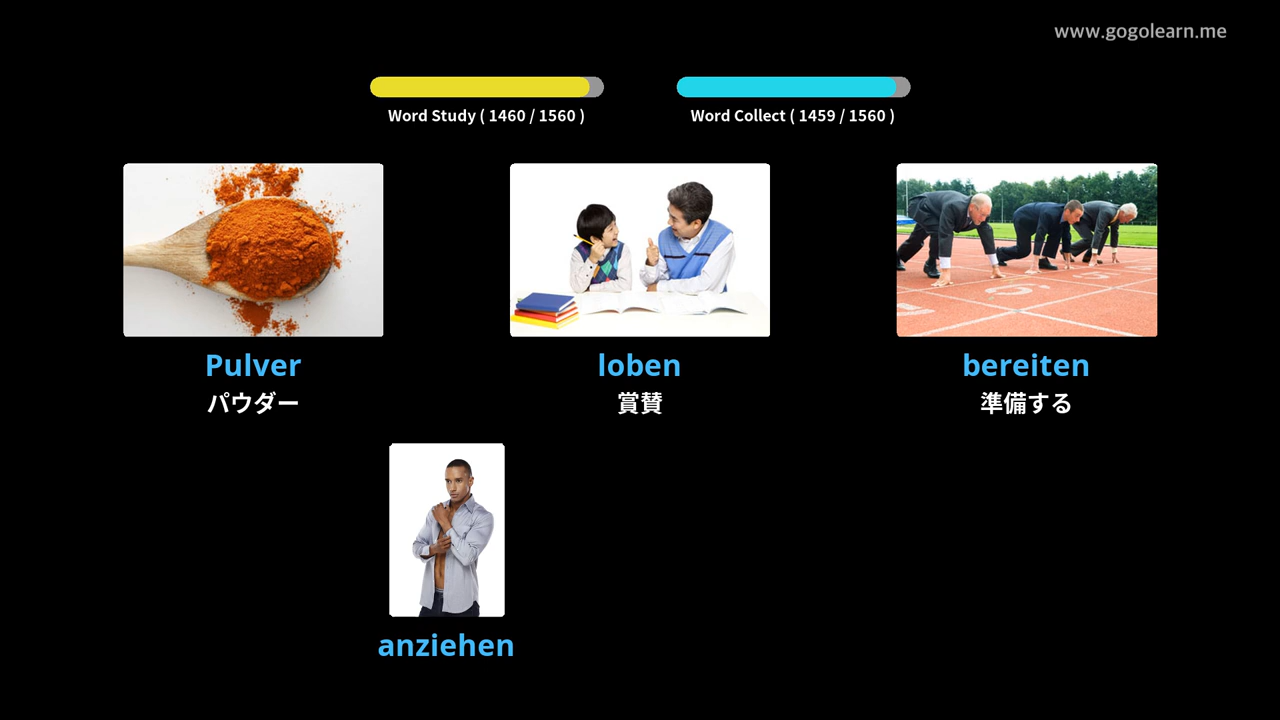 www.gogolearn.me
Word Study ( 1460 / 1560 )
Word Collect ( 1459 / 1560 )
Pulver
パウダー
loben
賞賛
bereiten
準備する
anziehen